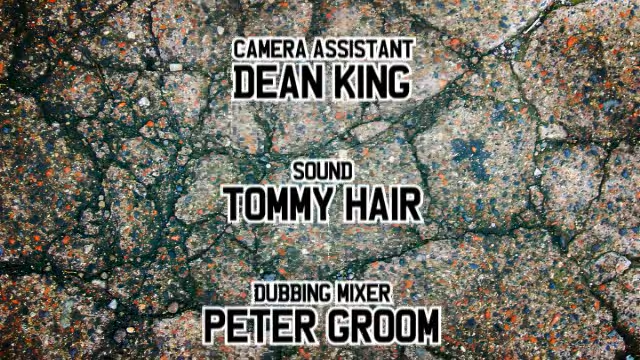 CAMERA ASSISTANT
DEAN KING
SOUND
TOMMY HAIR
DUBBING MIXER
PETER GROOM